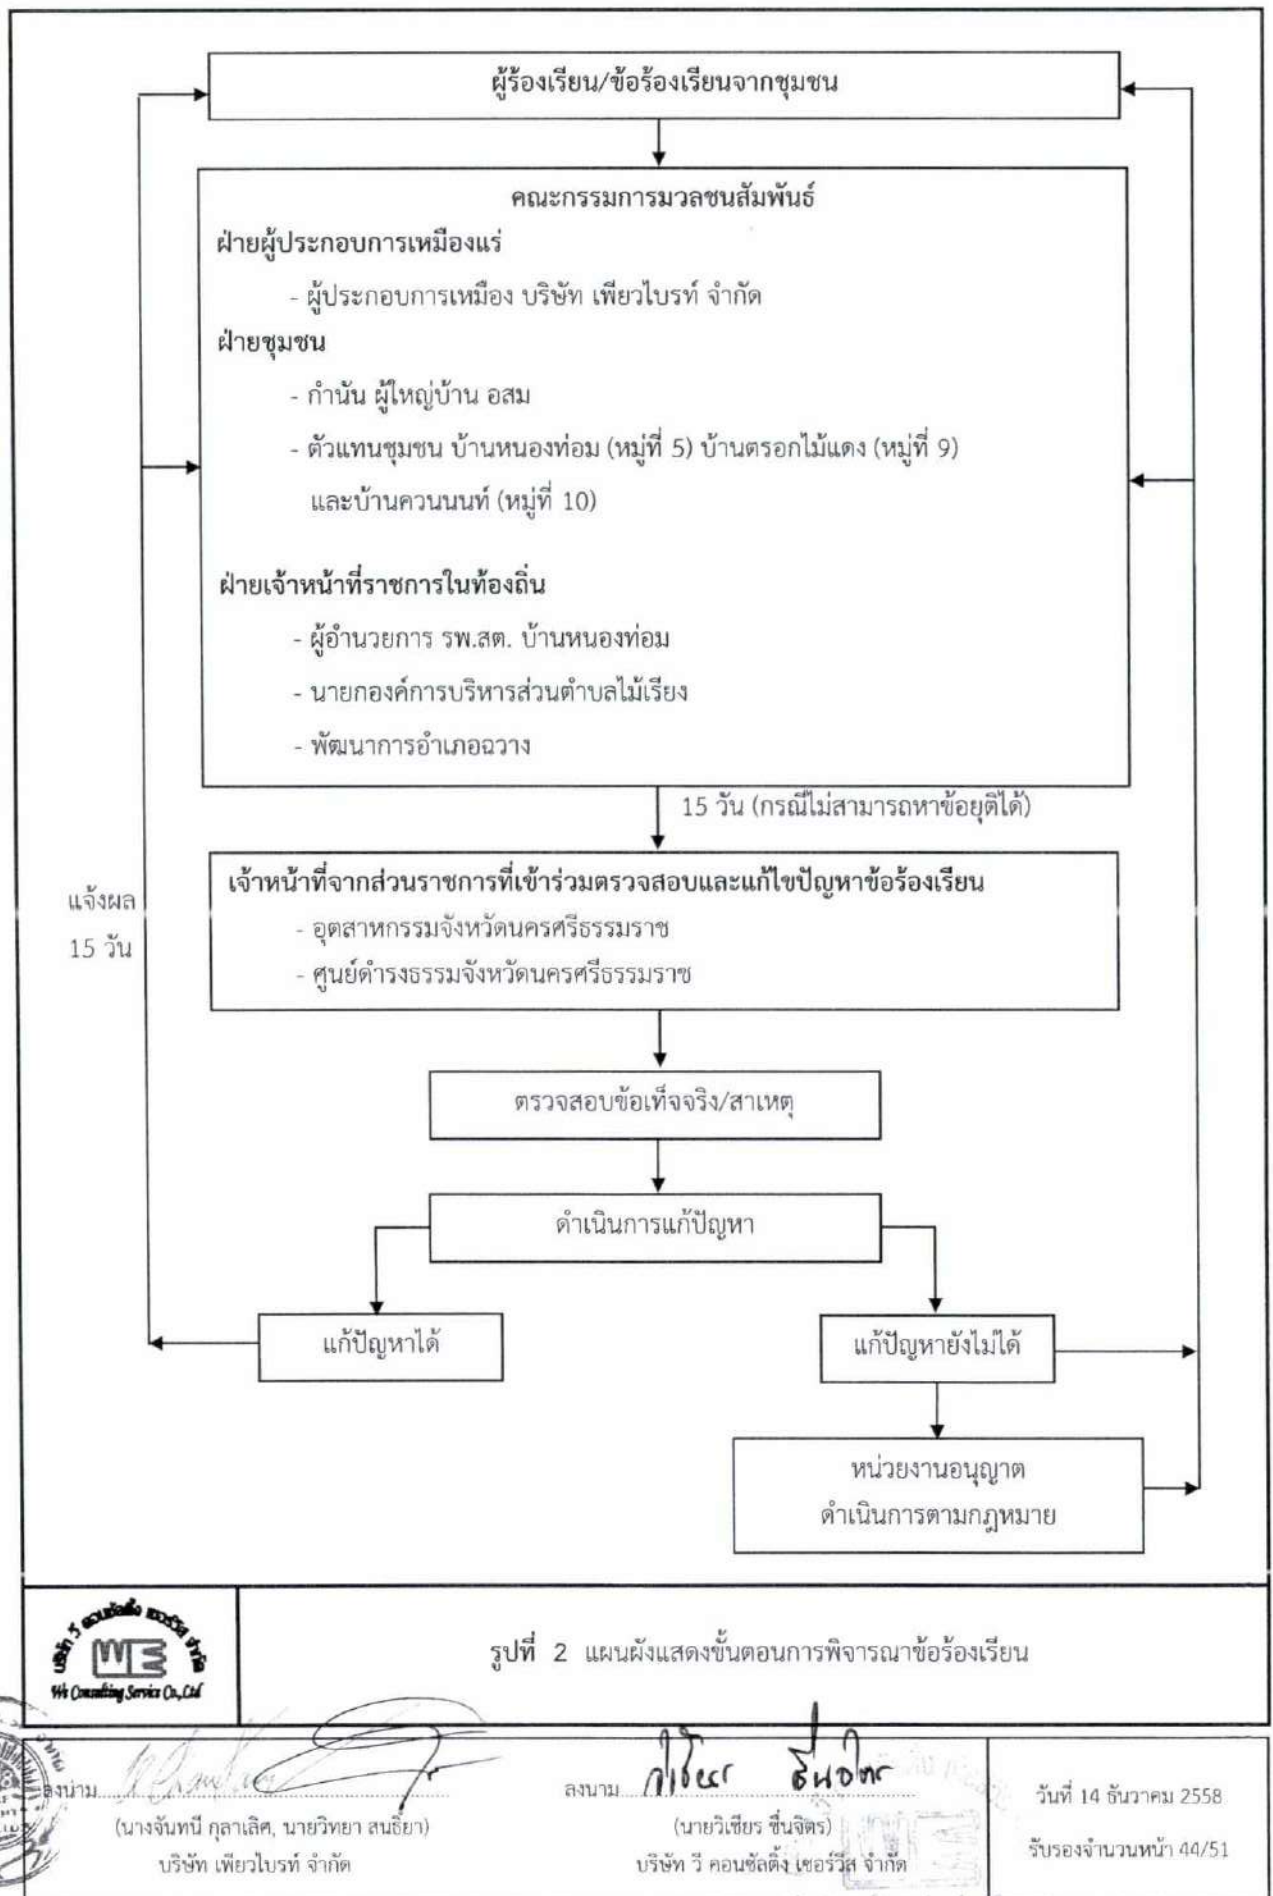 ผู้ร้องเรียน/ข้อร้องเรียนจากชุมชน
คณะกรรมการมวลชนสัมพันธ์
ฝ่ายผู้ประกอบการเหมืองแร่
- ผู้ประกอบการเหมือง บริษัท เพียวไบรท์ จำกัด
ฝ่ายชุมชน
- กำนัน ผู้ใหญ่บ้าน อสม
- ตัวแทนชุมชน บ้านหนองท่อม (หมู่ที่ 5) บ้านตรอกไม้แดง (หมู่ที่ 9)
และบ้านควนนนท์ (หมู่ที่ 10)
ฝ่ายเจ้าหน้าที่ราชการในท้องถิ่น
- ผู้อำนวยการ รพ.สต. บ้านหนองท่อม
- นายกองค์การบริหารส่วนตำบลไม้เรียง
- พัฒนาการอำเภอฉวาง
15 วัน (กรณีไม่สามารถหาข้อยุติได้)
เจ้าหน้าที่จากส่วนราชการที่เข้าร่วมตรวจสอบและแก้ไขปัญหาข้อร้องเรียน
- อุตสาหกรรมจังหวัดนครศรีธรรมราช
- ศูนย์ดำรงธรรมจังหวัดนครศรีธรรมราช
แจ้งผล
15 วัน
ตรวจสอบข้อเท็จจริง/สาเหตุ
ดำเนินการแก้ปัญหา
แก้ปัญหาได้
แก้ปัญหายังไม่ได้
หน่วยงานอนุญาต
ดำเนินการตามกฎหมาย
บริษัท วี คอนซัลติ้ง เซอร์วิส จำกัด
WE
We Consulting Service Co.,Ltd
รูปที่ 2 แผนผังแสดงขั้นตอนการพิจารณาข้อร้องเรียน
ลงนาม
(นางจันทนี กุลาเลิศ, นายวิทยา สนธิ์ยา)
บริษัท เพียวไบรท์ จำกัด
ลงนาม วิเชียร ชื่นจิตร
(นายวิเชียร ชื่นจิตร)
บริษัท วี คอนซัลติ้ง เซอร์วิส จำกัด
วันที่ 14 ธันวาคม 2558
รับรองจำนวนหน้า 44/51